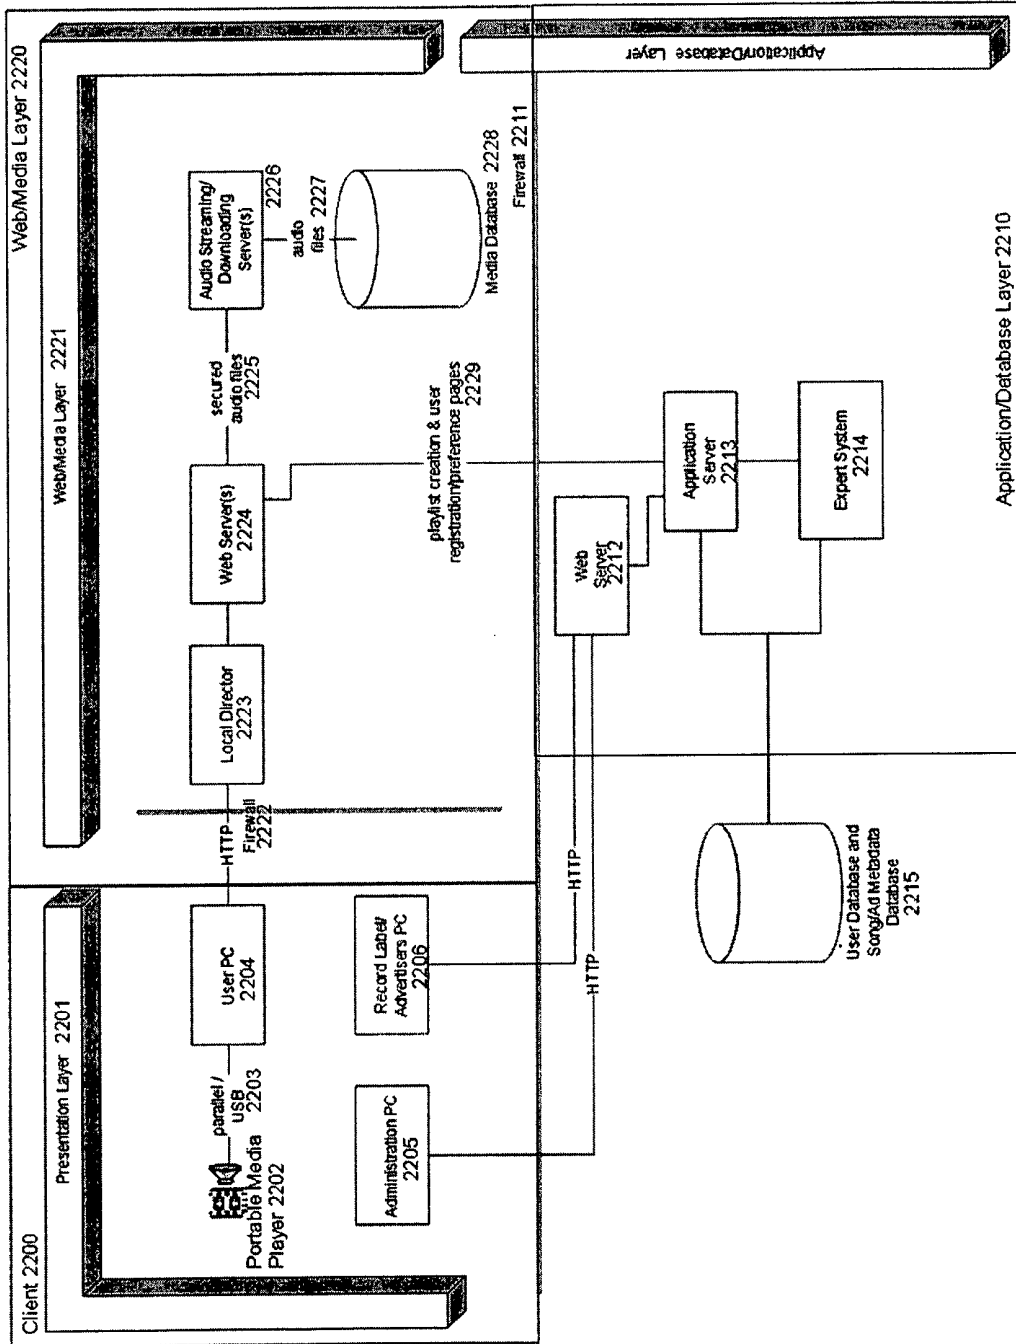 Client 2200
Presentation Layer 2201
Portable Media
Player 2202
parallel /
USB
2203
User PC
2204
Administration PC
2205
Record Label/
Advertisers PC
2206
Web/Media Layer 2220
Web/Media Layer 2221
HTTP
Firewall
2222
Local Director
2223
Web Server(s)
2224
secured
audio files
2225
Audio Streaming/
Downloading
Server(s)
2226
audio
files 2227
Media Database 2228
Firewall 2211
playlist creation & user
registration/preference pages
2229
HTTP
HTTP
Application/Database Layer
Web
Server
2212
Application
Server
2213
Expert System
2214
User Database and
Song/Ad Metadata
Database
2215
Application/Database Layer 2210